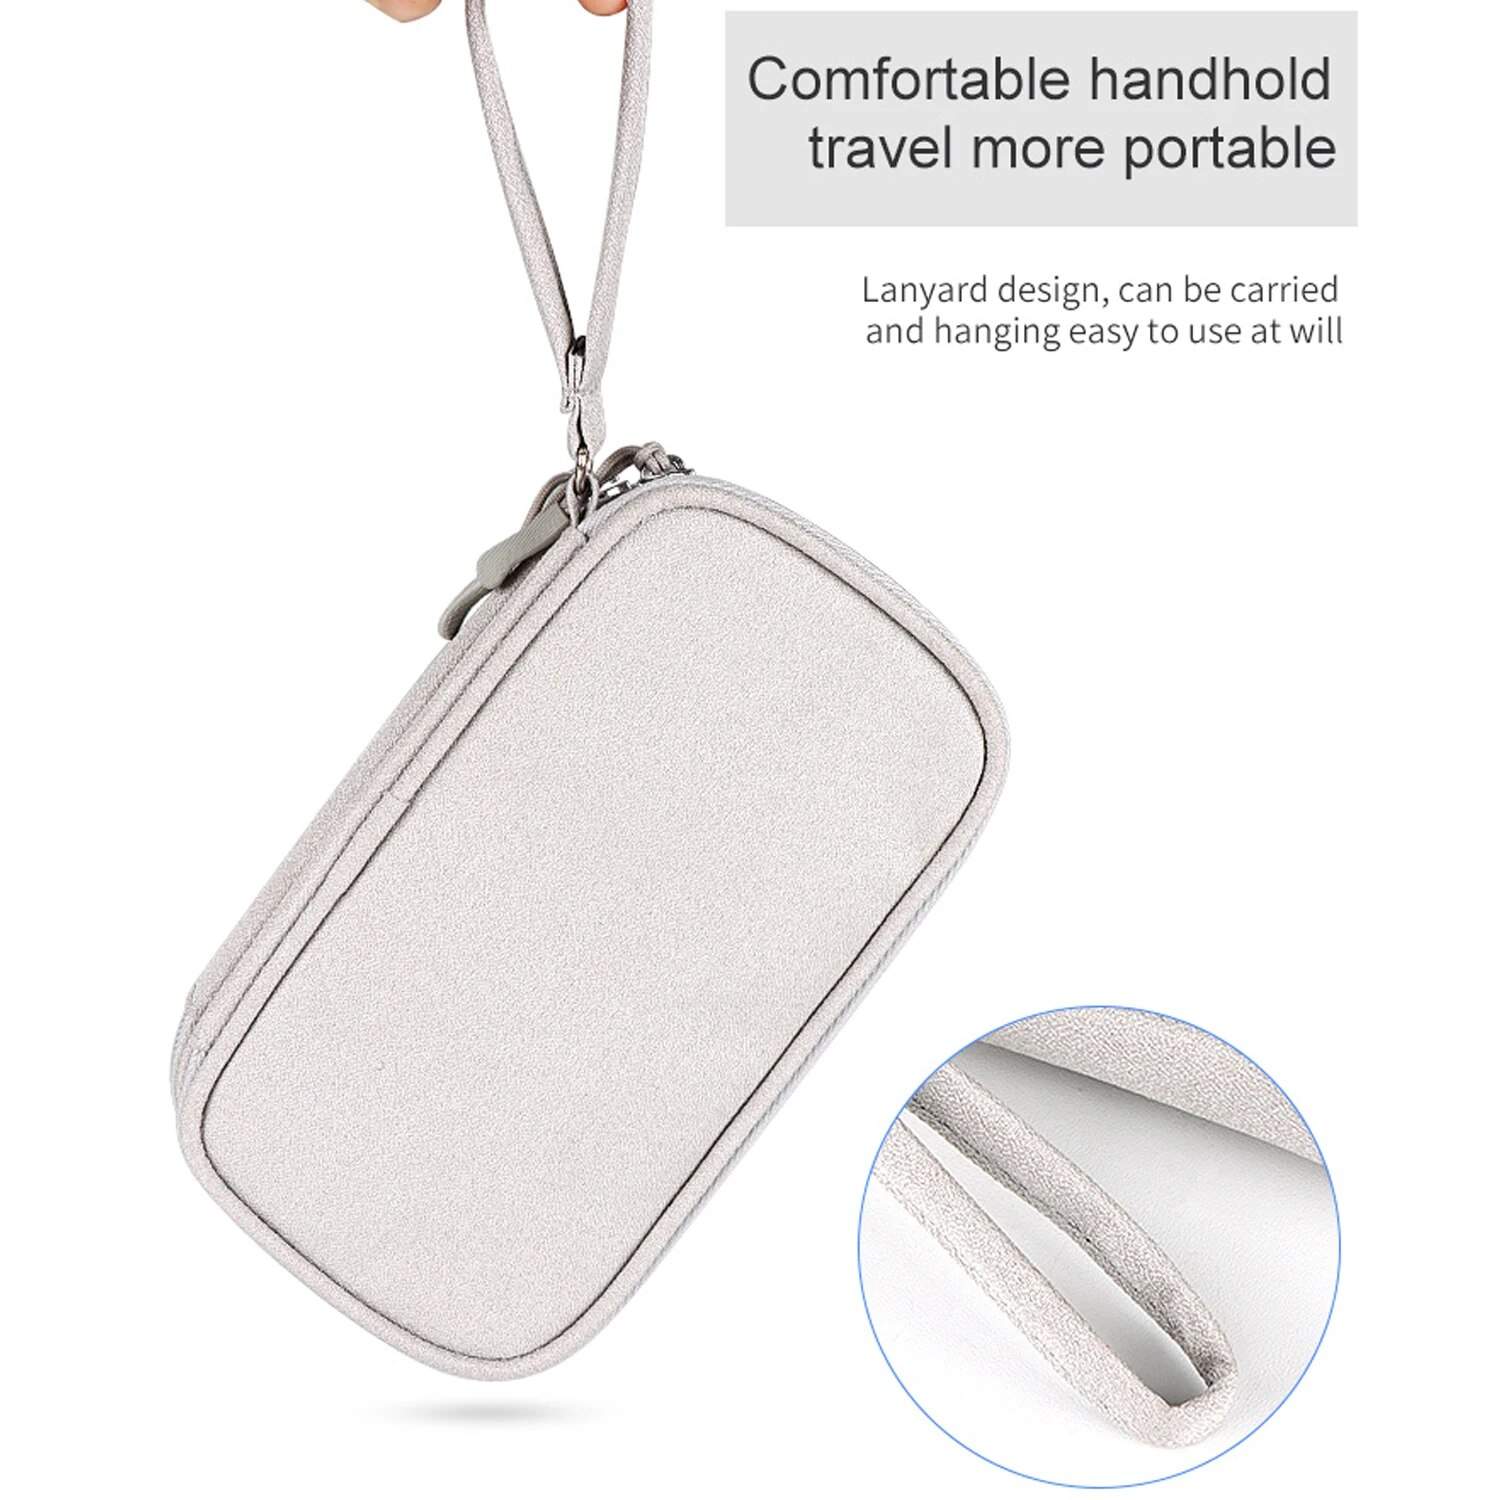 Comfortable handhold
travel more portable
Lanyard design, can be carried
and hanging easy to use at will